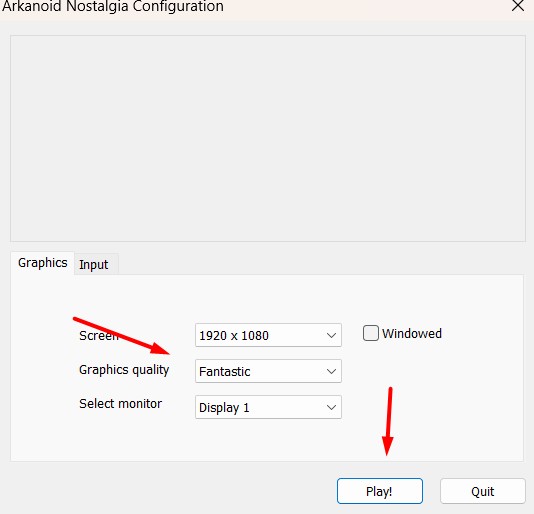 Arkanoid Nostalgia Configuration
Graphics Input
Screen 1920 x 1080 Windowed
Graphics quality Fantastic
Select monitor Display 1
Play! Quit